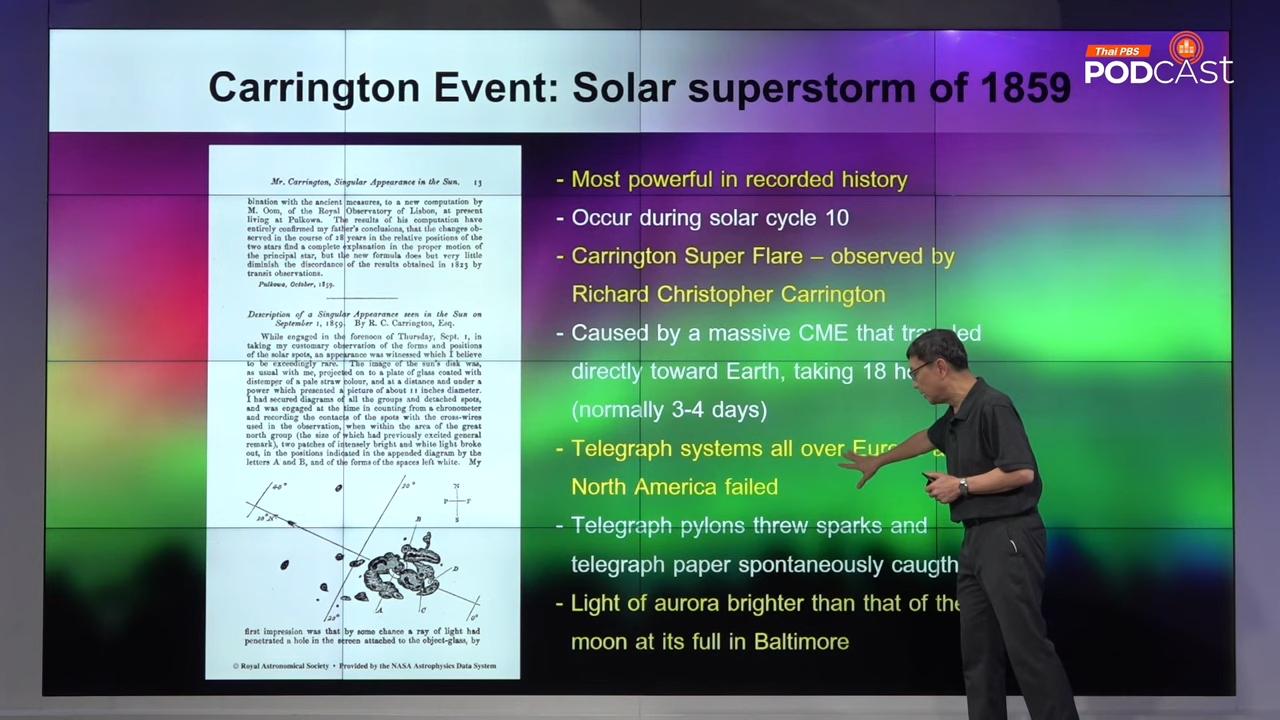 Thai PBS
PODCAST
Carrington Event: Solar superstorm of 1859
Mr. Carrington, Singular Appearance in the Sun. 13
bination with the ancient measures, to a new computation by
M. Oom, of the Royal Observatory of Lisbon, at present
living at Pulkowa. The results of his computation have
entirely confirmed my father's conclusions, that the changes ob-
served in the course of 28 years in the relative positions of the
two stars find a complete explanation in the proper motion of
the principal star, but the new formula does but very little
diminish the discordance of the results obtained in 1823 by
transit observations.
Pulkowa, October, 1859.
Description of a Singular Appearance seen in the Sun on
September 1, 1859. By R. C. Carrington, Esq.
While engaged in the forenoon of Thursday, Sept. 1, in
taking my customary observation of the forms and positions
of the solar spots, an appearance was witnessed which I believe
to be exceedingly rare. The image of the sun's disk was,
as usual with me, projected on to a plate of glass coated with
distemper of a pale straw colour, and at a distance and under a
power which presented a picture of about 11 inches diameter.
I had secured diagrams of all the groups and detached spots,
and was engaged at the time in counting from a chronometer
and recording the contacts of the spots with the cross-wires
used in the observation, when within the area of the great
north group (the size of which had previously excited general
remark), two patches of intensely bright and white light broke
out, in the positions indicated in the appended diagram by the
letters A and B, and of the forms of the spaces left white. My
40°
20°
N
20° N
P
F
S
B
D
A
C
20°
0°
first impression was that by some chance a ray of light had
penetrated a hole in the screen attached to the object-glass, by
© Royal Astronomical Society • Provided by the NASA Astrophysics Data System
- Most powerful in recorded history
- Occur during solar cycle 10
- Carrington Super Flare – observed by
Richard Christopher Carrington
- Caused by a massive CME that
directly toward Earth, taking 18
(normally 3-4 days)
- Telegraph systems all over
North America failed
- Telegraph pylons threw sparks and
telegraph paper spontaneously caugth
- Light of aurora brighter than that of the
moon at its full in Baltimore